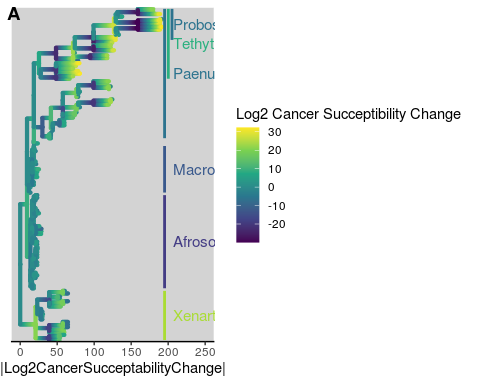 A
Probos
Tethyt
Paenu
Macro
Afroso
Xenart
Log2 Cancer Succeptibility Change
30
20
10
0
-10
-20
0 50 100 150 200 250
|Log2CancerSucceptabilityChange|